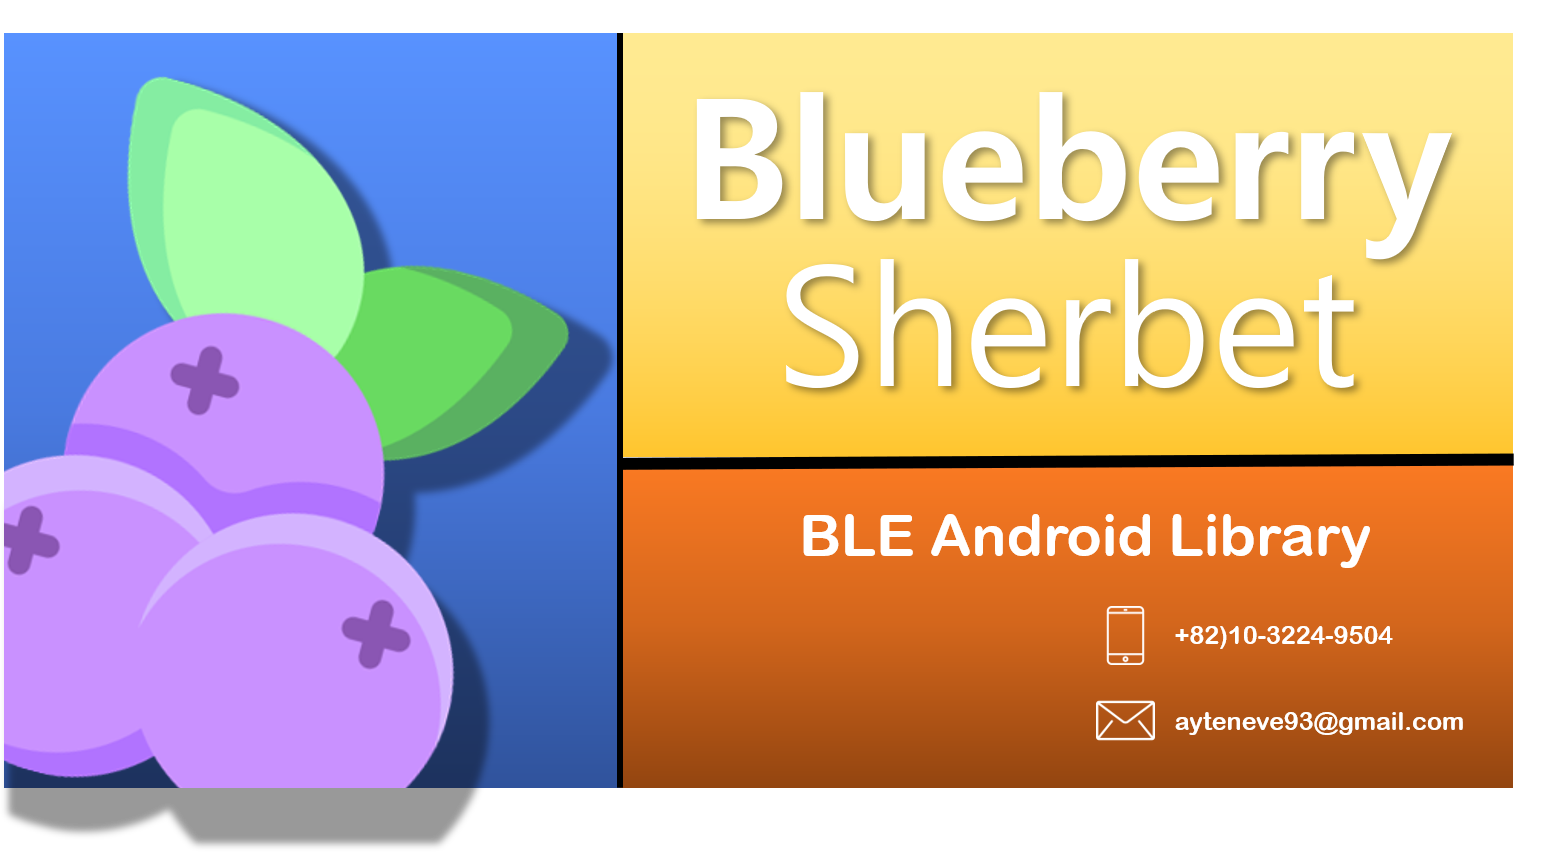 Blueberry
Sherbet
BLE Android Library
+82)10-3224-9504
ayteneve93@gmail.com